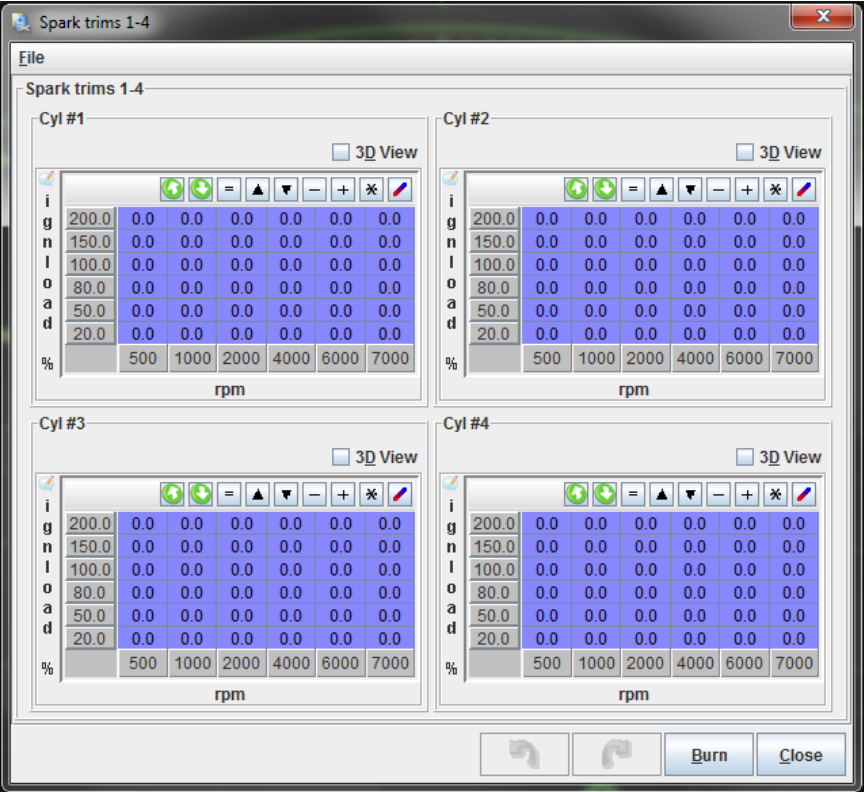 Spark trims 1-4
File
Spark trims 1-4
Cyl #1
3D View
= - + *
ignload
200.0 0.0 0.0 0.0 0.0 0.0 0.0
150.0 0.0 0.0 0.0 0.0 0.0 0.0
100.0 0.0 0.0 0.0 0.0 0.0 0.0
80.0 0.0 0.0 0.0 0.0 0.0 0.0
50.0 0.0 0.0 0.0 0.0 0.0 0.0
20.0 0.0 0.0 0.0 0.0 0.0 0.0
% 500 1000 2000 4000 6000 7000
rpm
Cyl #2
3D View
= - + *
ignload
200.0 0.0 0.0 0.0 0.0 0.0 0.0
150.0 0.0 0.0 0.0 0.0 0.0 0.0
100.0 0.0 0.0 0.0 0.0 0.0 0.0
80.0 0.0 0.0 0.0 0.0 0.0 0.0
50.0 0.0 0.0 0.0 0.0 0.0 0.0
20.0 0.0 0.0 0.0 0.0 0.0 0.0
% 500 1000 2000 4000 6000 7000
rpm
Cyl #3
3D View
= - + *
ignload
200.0 0.0 0.0 0.0 0.0 0.0 0.0
150.0 0.0 0.0 0.0 0.0 0.0 0.0
100.0 0.0 0.0 0.0 0.0 0.0 0.0
80.0 0.0 0.0 0.0 0.0 0.0 0.0
50.0 0.0 0.0 0.0 0.0 0.0 0.0
20.0 0.0 0.0 0.0 0.0 0.0 0.0
% 500 1000 2000 4000 6000 7000
rpm
Cyl #4
3D View
= - + *
ignload
200.0 0.0 0.0 0.0 0.0 0.0 0.0
150.0 0.0 0.0 0.0 0.0 0.0 0.0
100.0 0.0 0.0 0.0 0.0 0.0 0.0
80.0 0.0 0.0 0.0 0.0 0.0 0.0
50.0 0.0 0.0 0.0 0.0 0.0 0.0
20.0 0.0 0.0 0.0 0.0 0.0 0.0
% 500 1000 2000 4000 6000 7000
rpm
Burn
Close